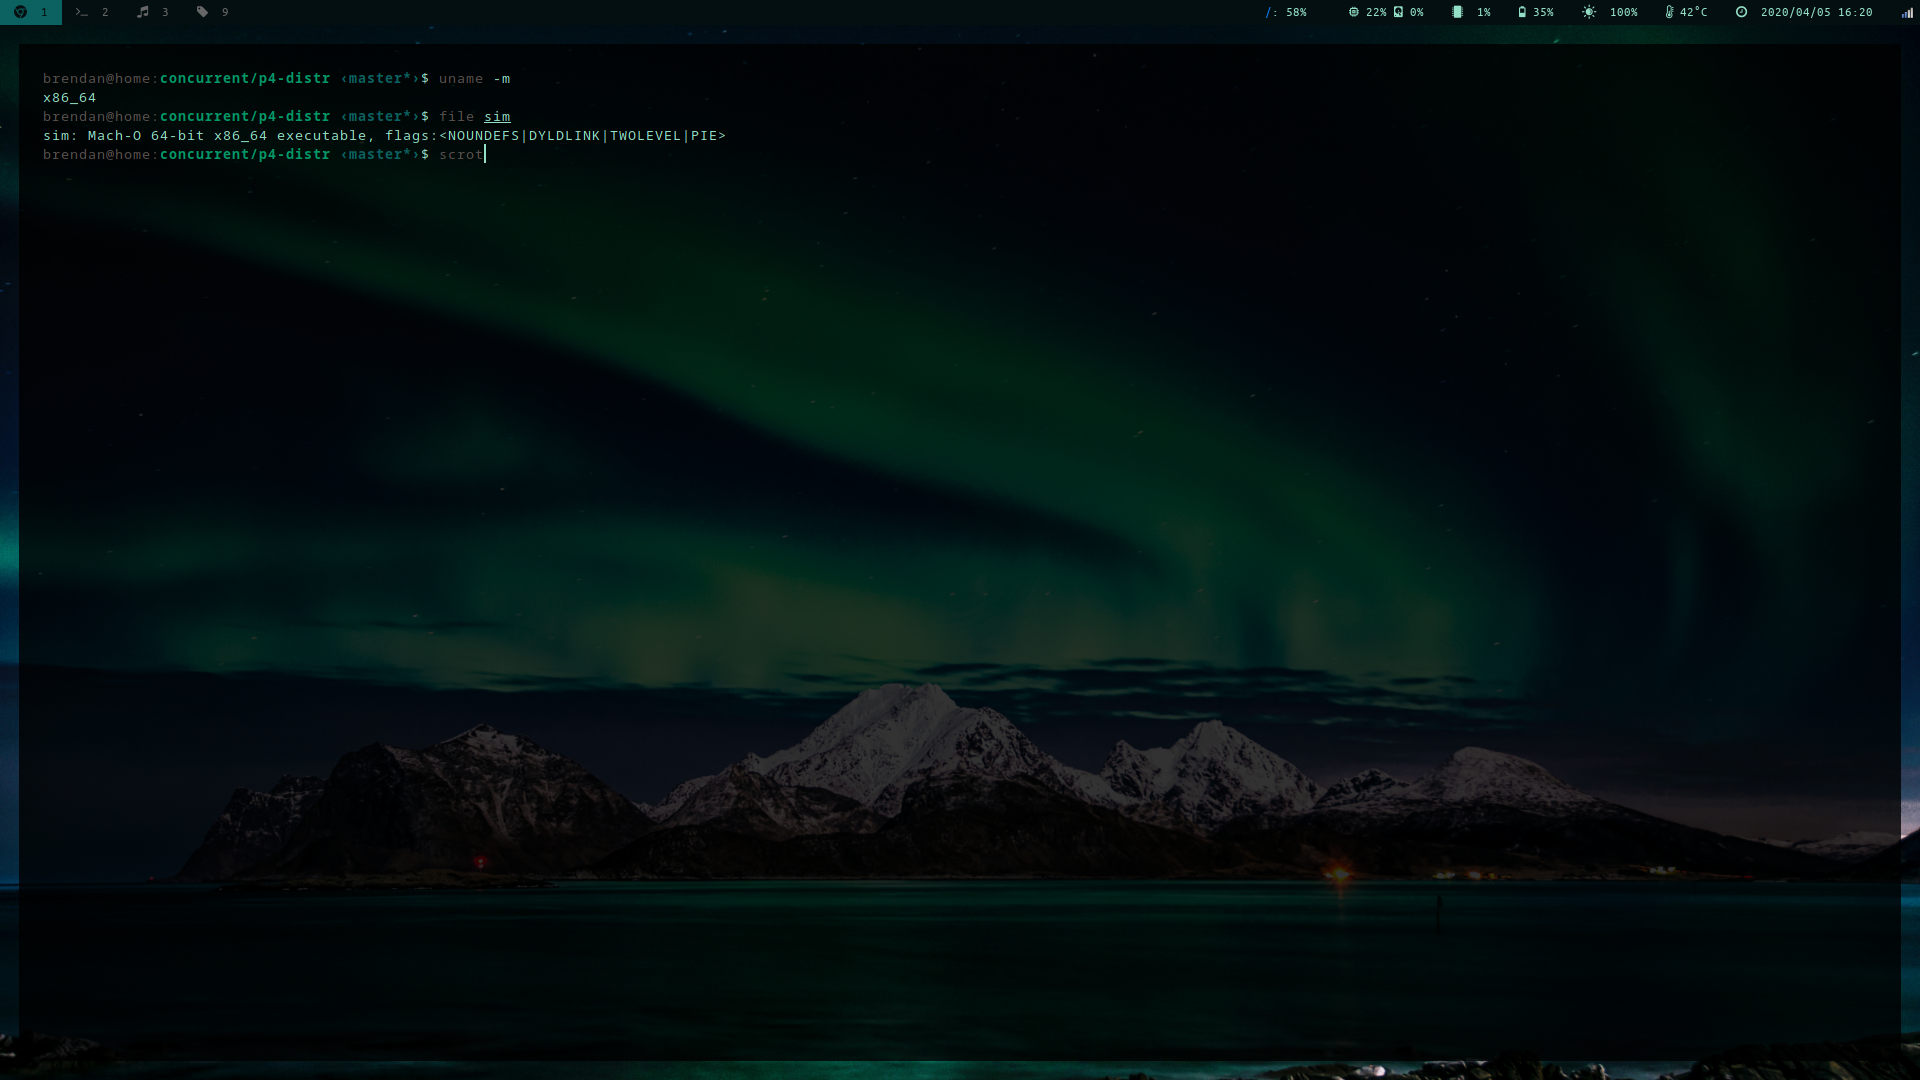 1 2 3 9 /: 58% 22% 0% 1% 35% 100% 42°C 2020/04/05 16:20
brendan@home:concurrent/p4-distr ‹master*›$ uname -m
x86_64
brendan@home:concurrent/p4-distr ‹master*›$ file sim
sim: Mach-O 64-bit x86_64 executable, flags:<NOUNDEFS|DYLDLINK|TWOLEVEL|PIE>
brendan@home:concurrent/p4-distr ‹master*›$ scrot